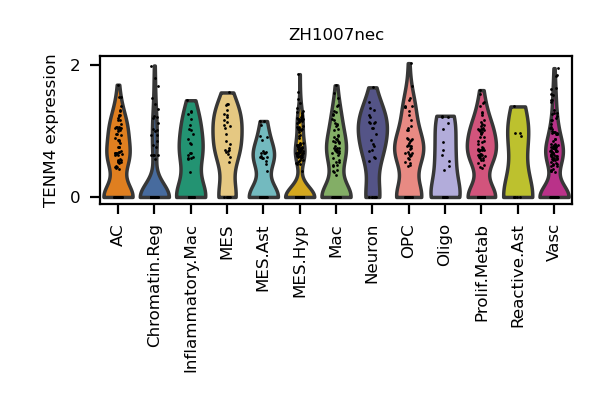 ZH1007nec
TENM4 expression
2
0
AC
Chromatin.Reg
Inflammatory.Mac
MES
MES.Ast
MES.Hyp
Mac
Neuron
OPC
Oligo
Prolif.Metab
Reactive.Ast
Vasc